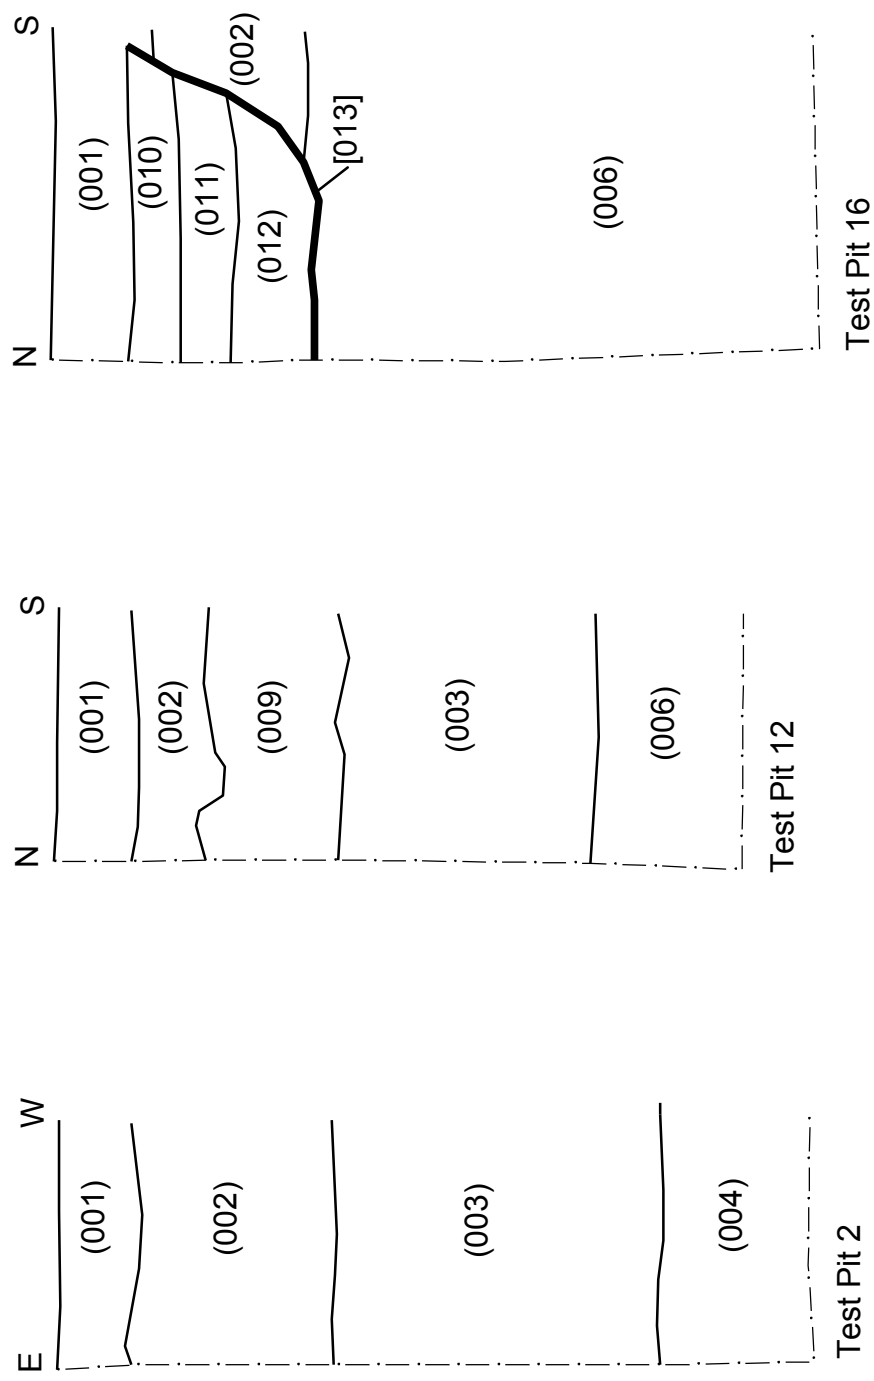 E
W
(001)
(002)
(003)
(004)
Test Pit 2
N
S
(001)
(002)
(009)
(003)
(006)
Test Pit 12
N
S
(001)
(010)
(011)
(002)
(012)
[013]
(006)
Test Pit 16